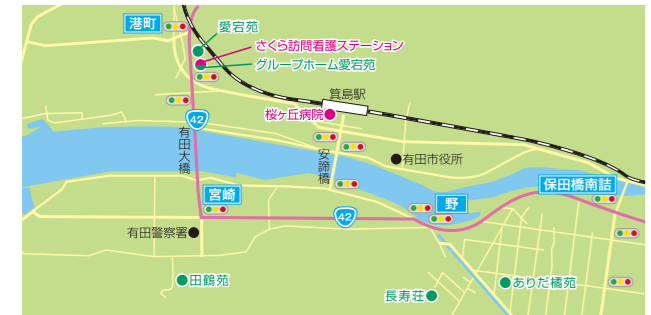 港町
愛宕苑
さくら訪問看護ステーション
グループホーム愛宕苑
箕島駅
桜ヶ丘病院
42
有田大橋
安諦橋
有田市役所
保田橋南詰
宮崎
野
42
有田警察署
田鶴苑
長寿荘
ありだ橘苑